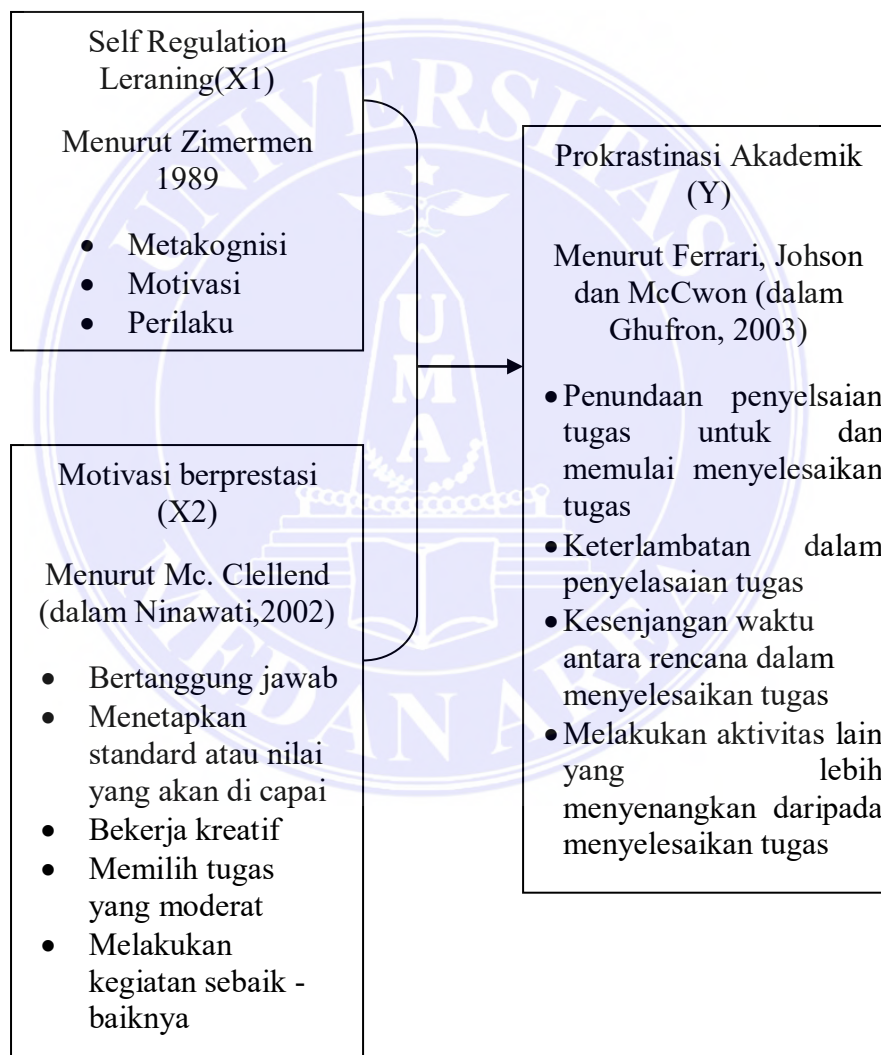 Self Regulation
Leraning(X1)
Menurut Zimermen
1989
• Metakognisi
• Motivasi
• Perilaku
Motivasi berprestasi
(X2)
Menurut Mc. Clellend
(dalam Ninawati,2002)
• Bertanggung jawab
• Menetapkan
standard atau nilai
yang akan di capai
• Bekerja kreatif
• Memilih tugas
yang moderat
• Melakukan
kegiatan sebaik -
baiknya
Prokrastinasi Akademik
(Y)
Menurut Ferrari, Johson
dan McCwon (dalam
Ghufron, 2003)
• Penundaan penyelsaian
tugas untuk dan
memulai menyelesaikan
tugas
• Keterlambatan dalam
penyelasaian tugas
• Kesenjangan waktu
antara rencana dalam
menyelesaikan tugas
• Melakukan aktivitas lain
yang lebih
menyenangkan daripada
menyelesaikan tugas
UNIVERSITAS
UMA
MEDAN AREA